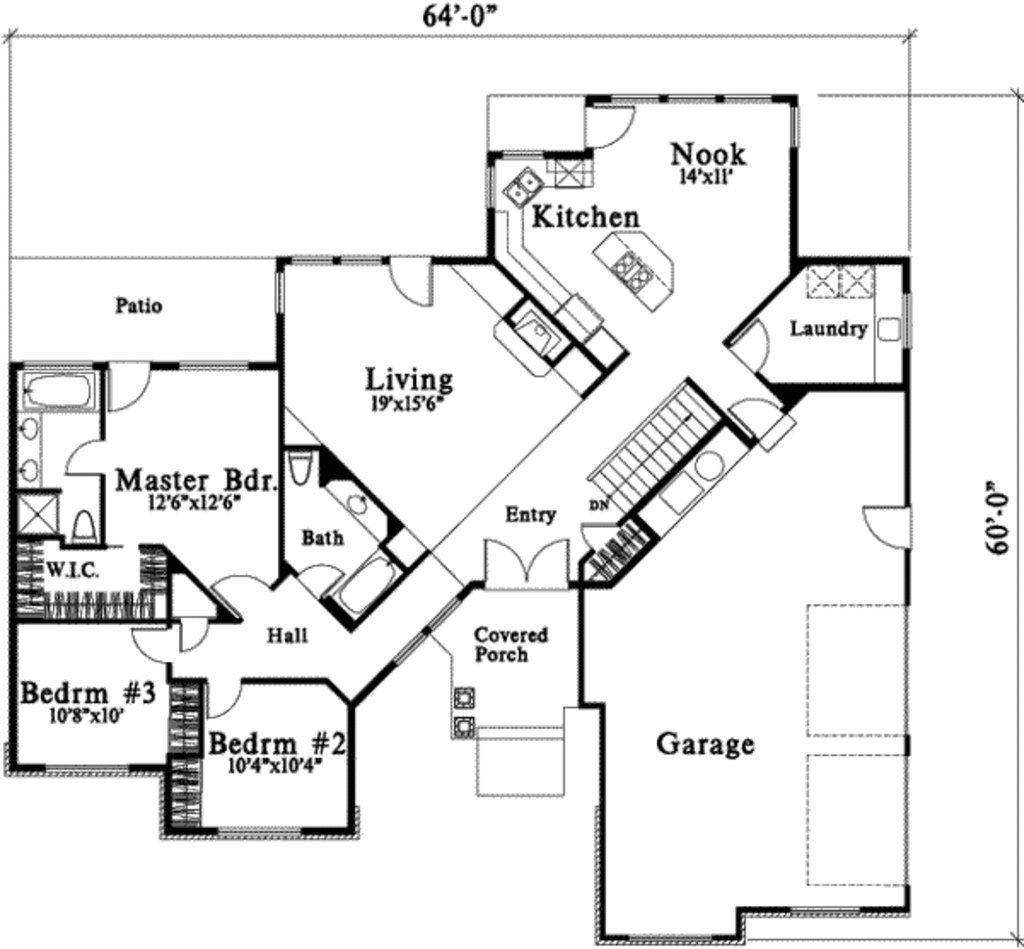 64'-0"
Nook
14'x11'
Kitchen
Patio
Laundry
Living
19'x15'6"
Master Bdr.
12'6"x12'6"
DN
Entry
Bath
60'-0"
W.I.C.
Hall
Covered
Porch
Bedrm #3
10'8"x10'
Bedrm #2
10'4"x10'4"
Garage